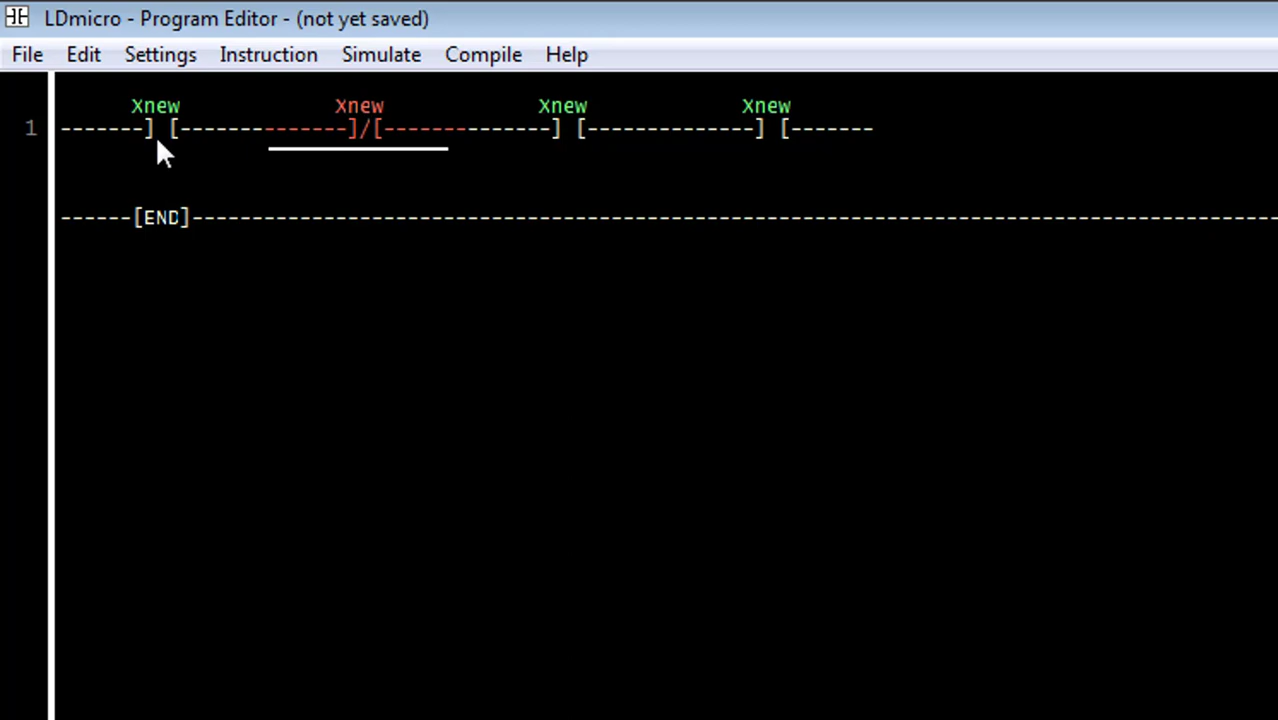 LDmicro - Program Editor - (not yet saved)
File Edit Settings Instruction Simulate Compile Help
Xnew Xnew Xnew Xnew
1 -------] [--------------]/[--------------] [--------------] [-------
------[END]------------------------------------------------------------------------------------------